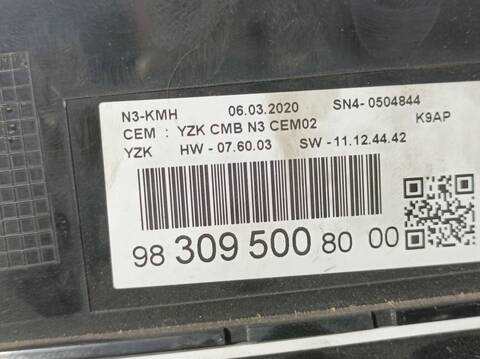 N3-KMH 06.03.2020 SN4- 0504844
CEM : YZK CMB N3 CEM02 K9AP
YZK HW - 07.60.03 SW - 11.12.44.42
98 309 500 80 00